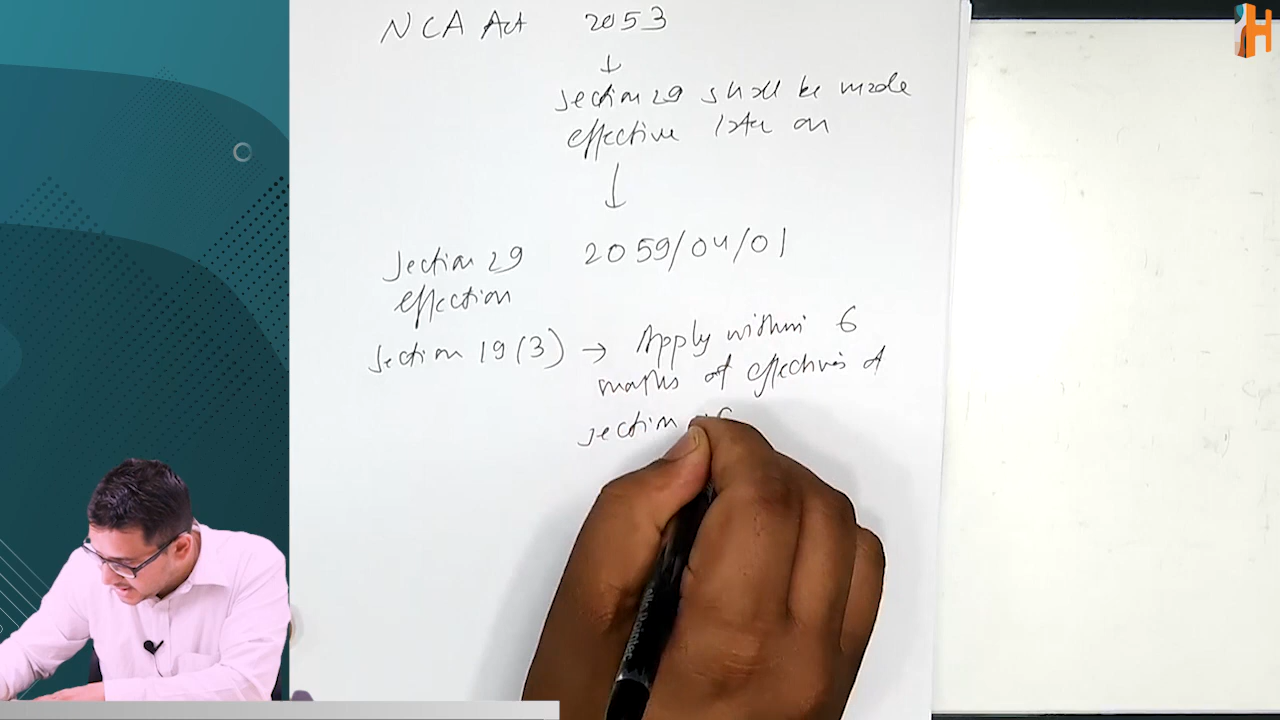 NCA Act 2053
↓
Section 29 shall be made
effective later on
↓
Section 29 2059/04/01
effection
Section 19(3) → Apply within 6
months of effectives of
section
H